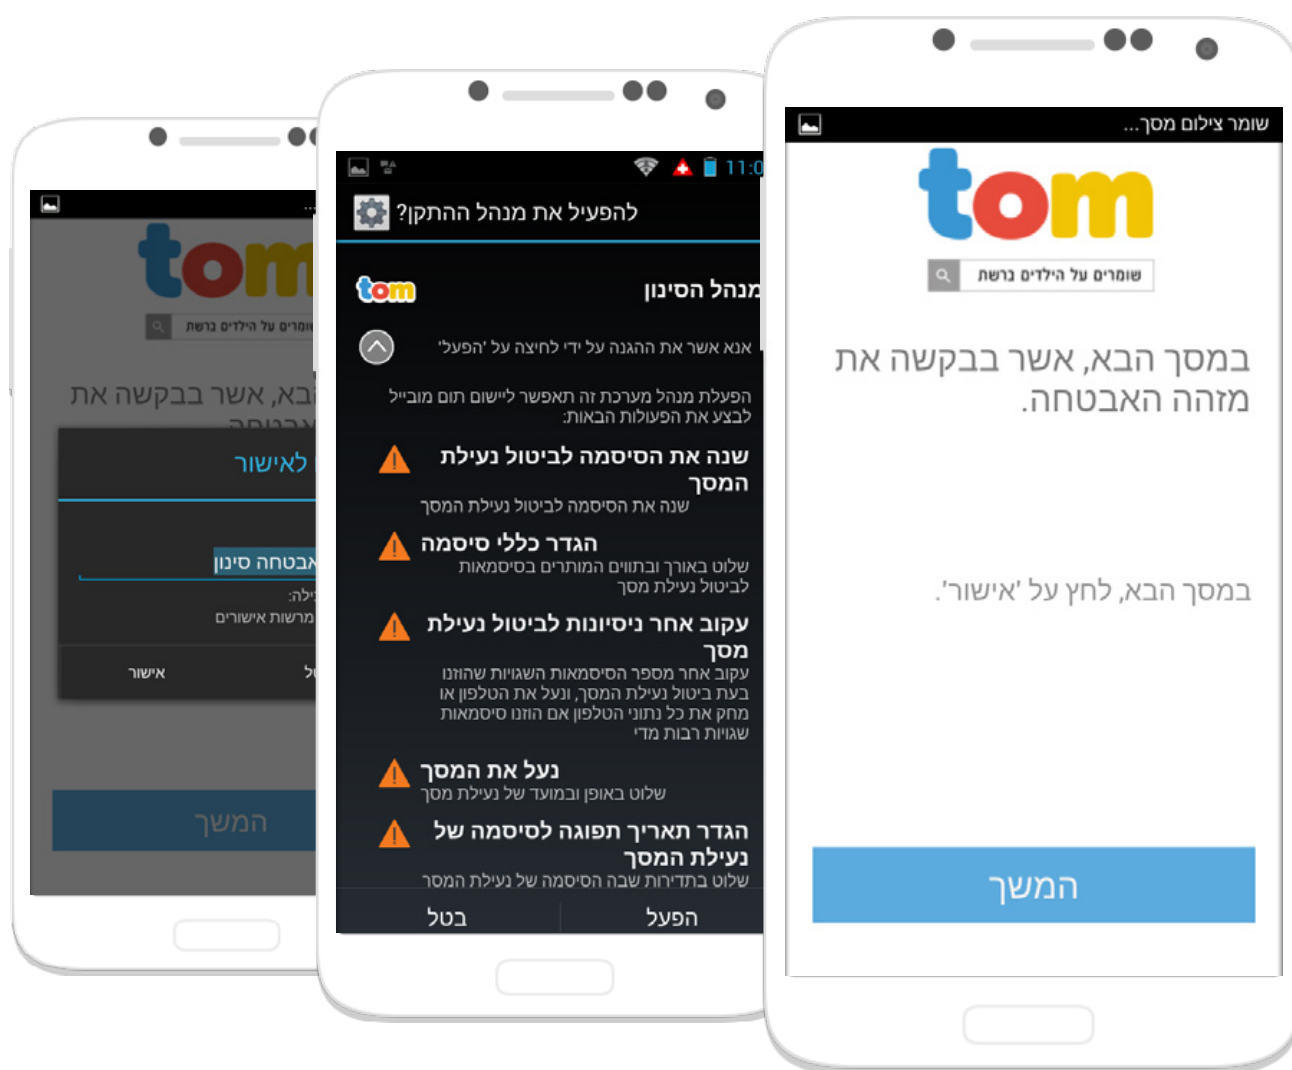 שומר צילום מסך...
tom
שומרים על הילדים ברשת
במסך הבא, אשר בבקשה את
מזהה האבטחה.
במסך הבא, לחץ על 'אישור'.
המשך
11:0
להפעיל את מנהל ההתקן?
tom
מנהל הסינון
אנא אשר את ההגנה על ידי לחיצה על 'הפעל'
הפעלת מנהל מערכת זה תאפשר ליישום תום מובייל
לבצע את הפעולות הבאות:
שנה את הסיסמה לביטול נעילת
המסך
שנה את הסיסמה לביטול נעילת המסך
הגדר כללי סיסמה
שלוט באורך ובתווים המותרים בסיסמאות
לביטול נעילת מסך
עקוב אחר ניסיונות לביטול נעילת
מסך
עקוב אחר מספר הסיסמאות השגויות שהוזנו
בעת ביטול נעילת המסך, ונעל את הטלפון או
מחק את כל נתוני הטלפון אם הוזנו סיסמאות
שגויות רבות מדי
נעל את המסך
שלוט באופן ובמועד של נעילת מסך
הגדר תאריך תפוגה לסיסמה של
נעילת המסך
שלוט בתדירות שבה הסיסמה של נעילת המסך
הפעל
בטל
...
tom
שומרים על הילדים ברשת
הבא, אשר בבקשה את
לאישור
אבטחה סינון
ילה:
מרשות אישורים
אישור
המשך